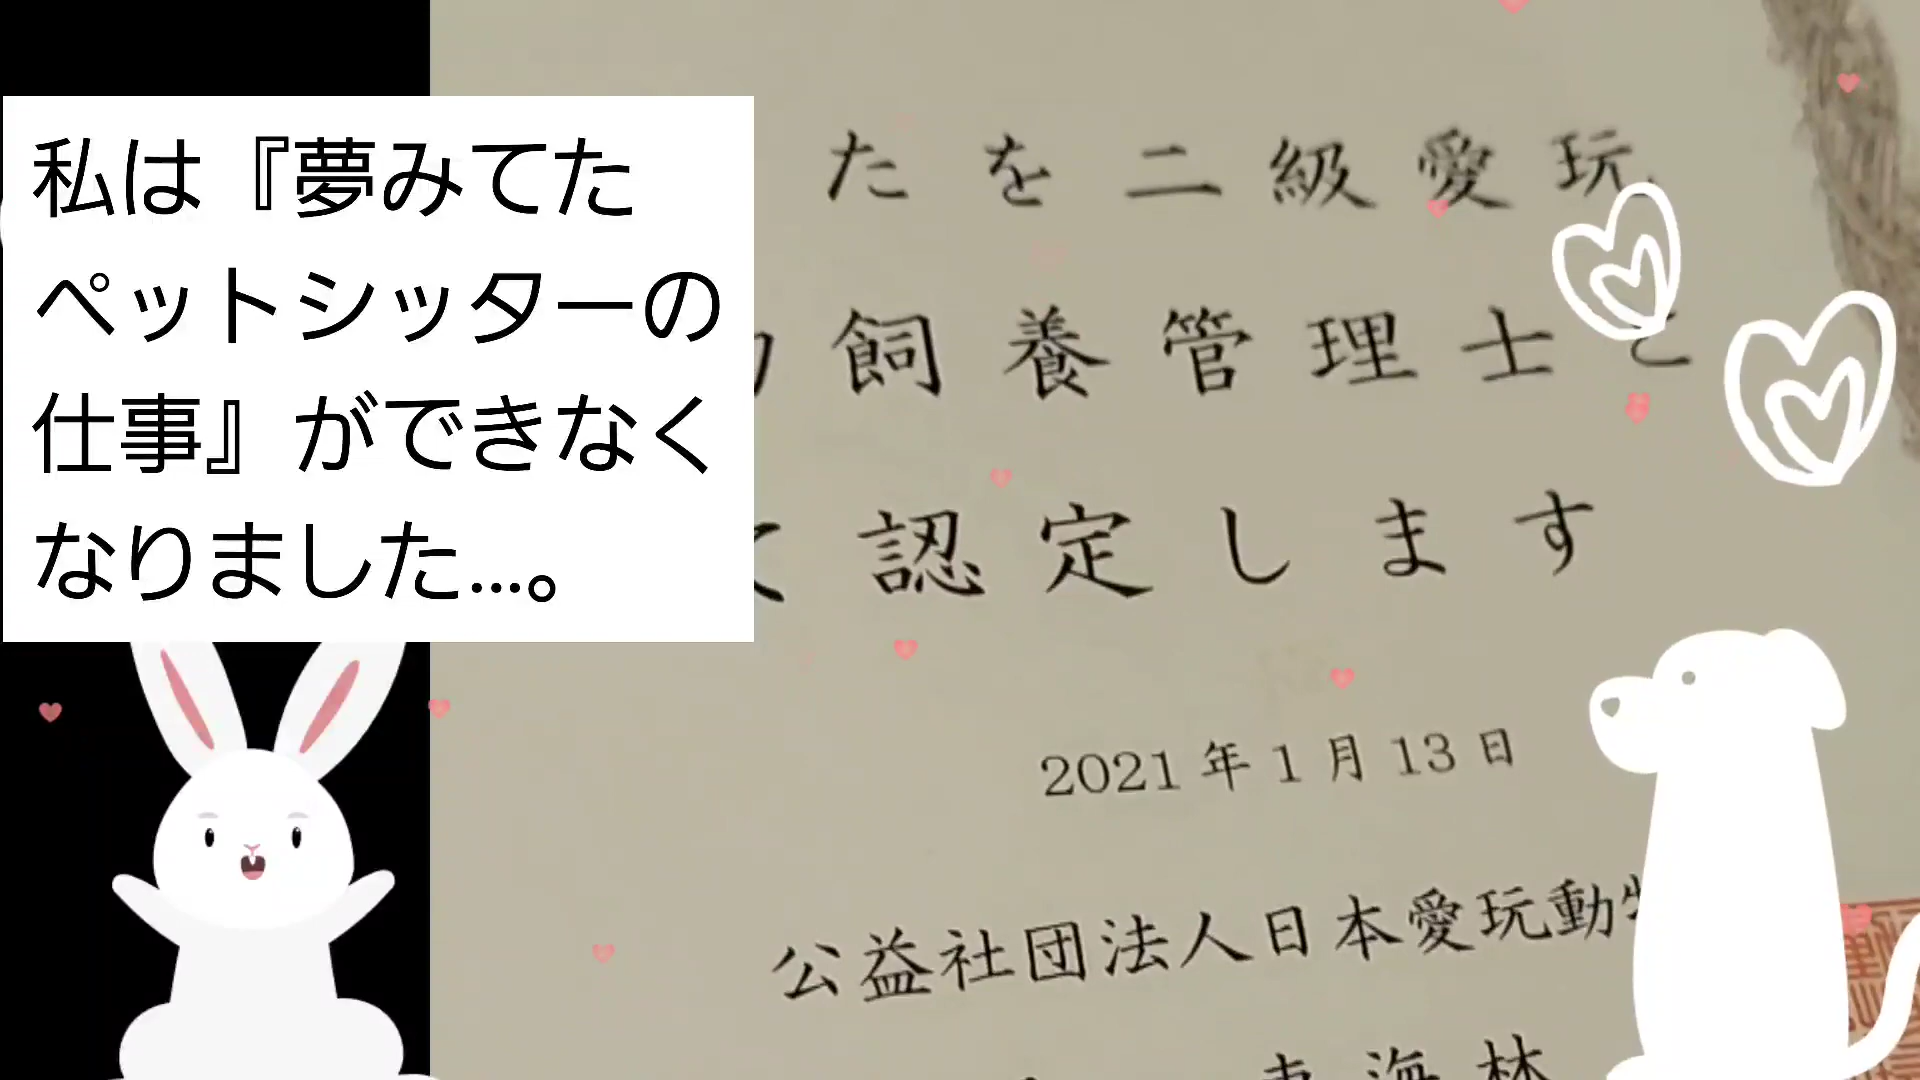 私は『夢みてた
ペットシッターの
仕事』ができなく
なりました…。
たを二級愛玩
飼養管理士と
認定します
2021年1月13日
公益社団法人日本愛玩動物
海林